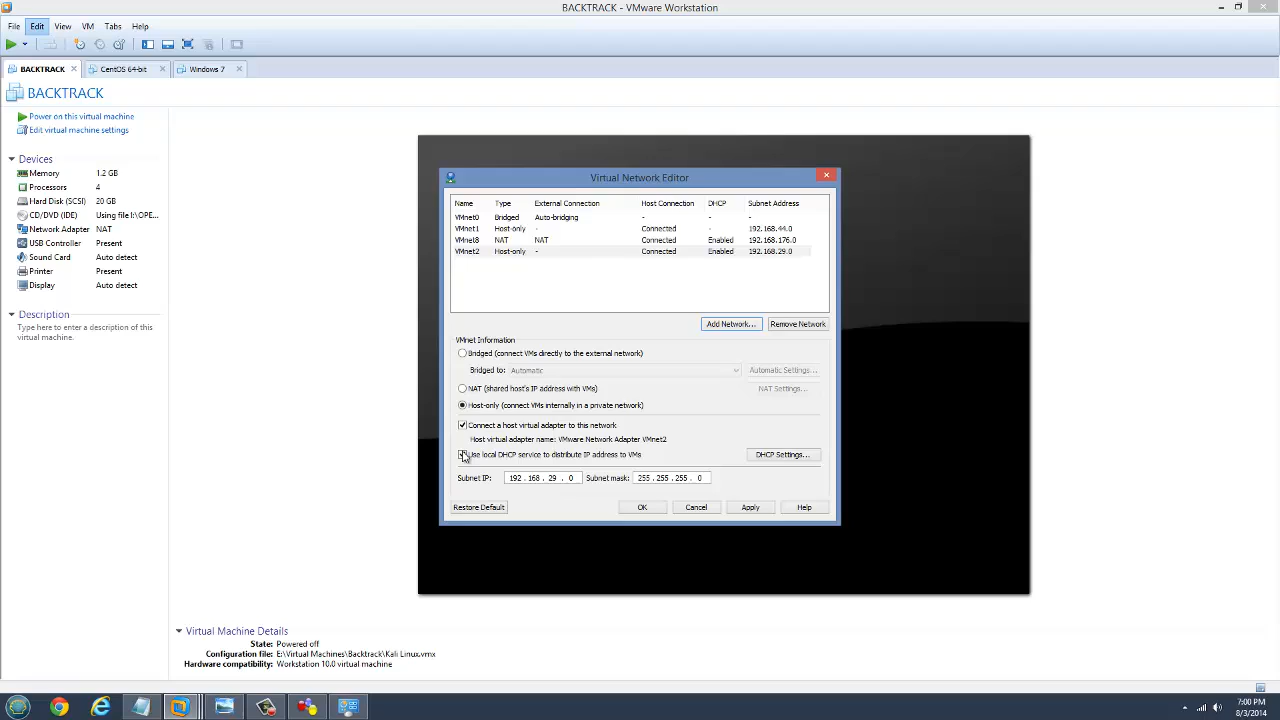 BACKTRACK - VMware Workstation
File Edit View VM Tabs Help
BACKTRACK CentOS 64-bit Windows 7
BACKTRACK
Power on this virtual machine
Edit virtual machine settings
Devices
Memory 1.2 GB
Processors 4
Hard Disk (SCSI) 20 GB
CD/DVD (IDE) Using file I:\OPE...
Network Adapter NAT
USB Controller Present
Sound Card Auto detect
Printer Present
Display Auto detect
Description
Type here to enter a description of this
virtual machine.
Virtual Network Editor
Name Type External Connection Host Connection DHCP Subnet Address
VMnet0 Bridged Auto-bridging - - -
VMnet1 Host-only - Connected - 192.168.44.0
VMnet8 NAT NAT Connected Enabled 192.168.176.0
VMnet2 Host-only - Connected Enabled 192.168.29.0
Add Network... Remove Network
VMnet Information
Bridged (connect VMs directly to the external network)
Bridged to: Automatic Automatic Settings...
NAT (shared host's IP address with VMs) NAT Settings...
Host-only (connect VMs internally in a private network)
Connect a host virtual adapter to this network
Host virtual adapter name: VMware Network Adapter VMnet2
Use local DHCP service to distribute IP address to VMs DHCP Settings...
Subnet IP: 192 . 168 . 29 . 0 Subnet mask: 255 . 255 . 255 . 0
Restore Default OK Cancel Apply Help
Virtual Machine Details
State: Powered off
Configuration file: E:\Virtual Machines\Backtrack\Kali Linux.vmx
Hardware compatibility: Workstation 10.0 virtual machine
7:00 PM
8/3/2014